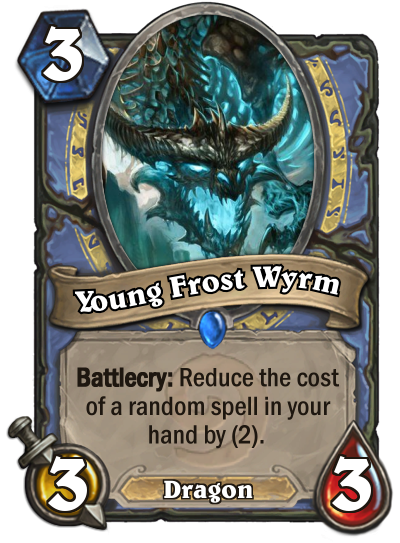 3
Young Frost Wyrm
Battlecry: Reduce the cost
of a random spell in your
hand by (2).
3
Dragon
3